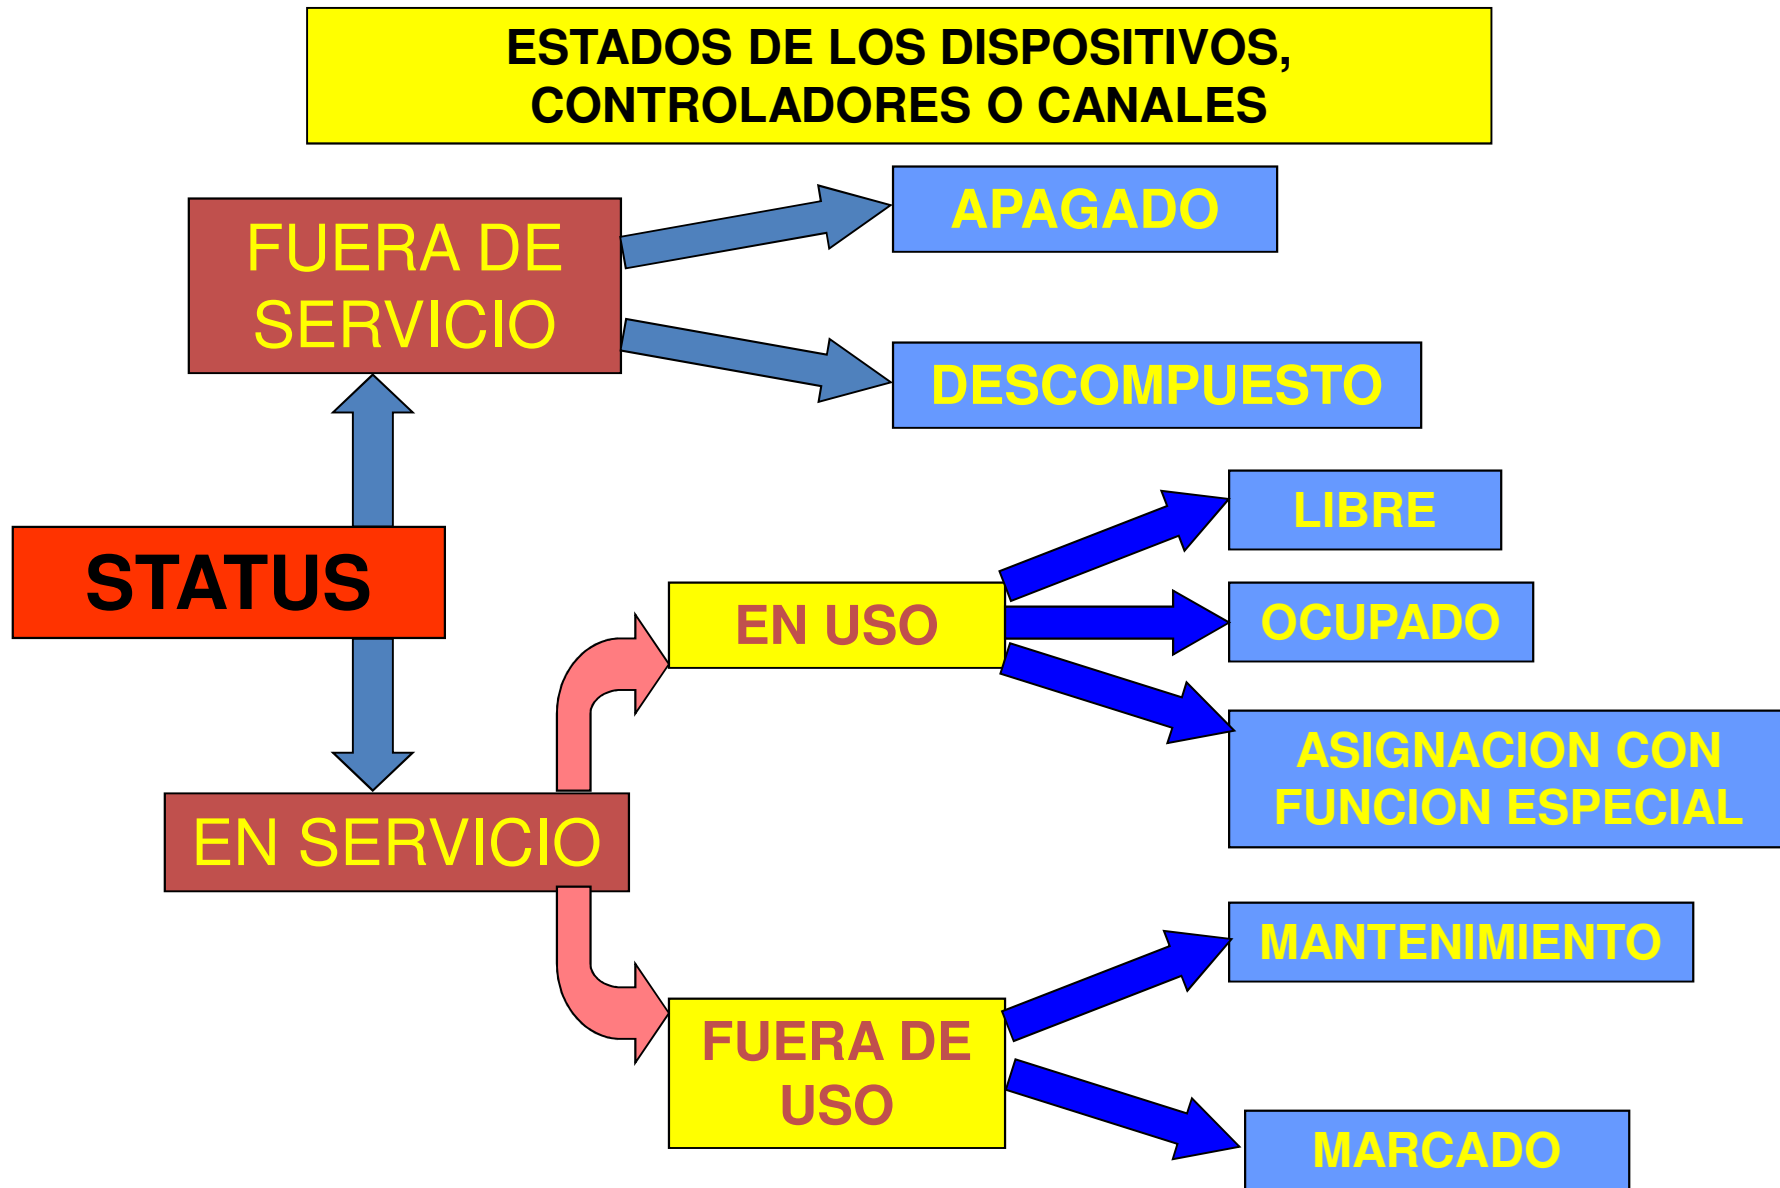 ESTADOS DE LOS DISPOSITIVOS,
CONTROLADORES O CANALES
FUERA DE
SERVICIO
APAGADO
DESCOMPUESTO
STATUS
EN SERVICIO
EN USO
LIBRE
OCUPADO
ASIGNACION CON
FUNCION ESPECIAL
FUERA DE
USO
MANTENIMIENTO
MARCADO